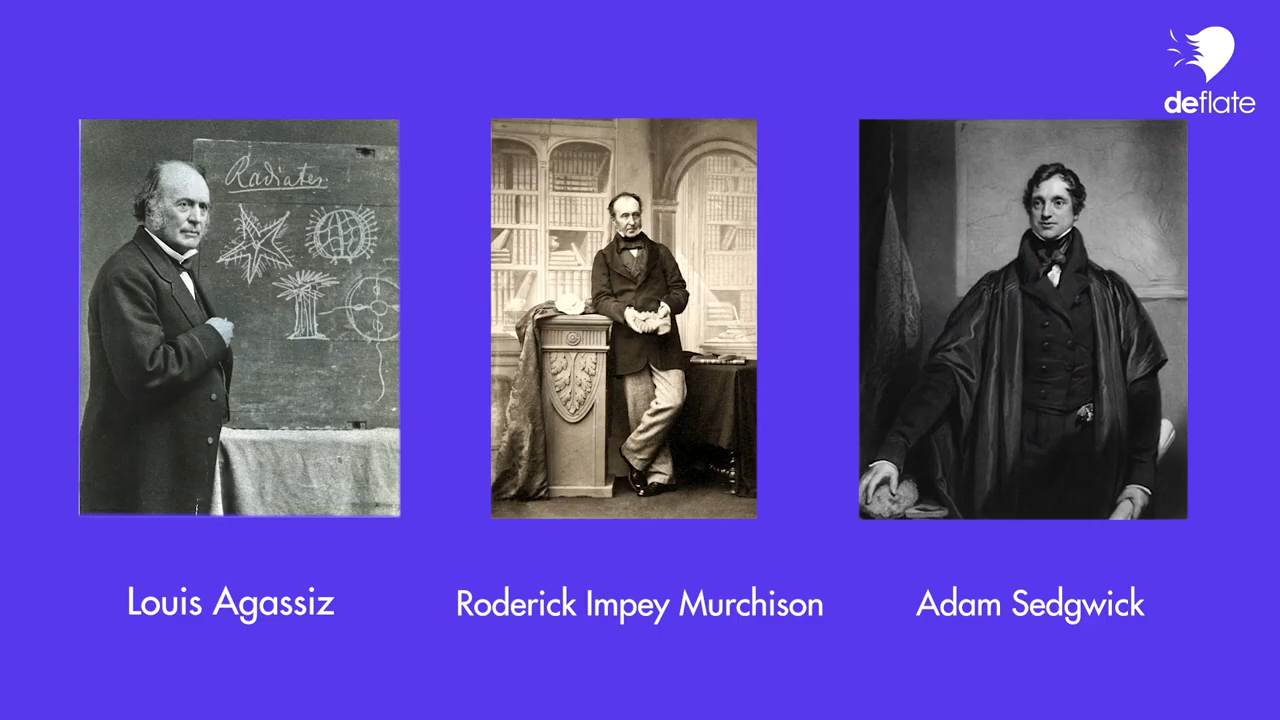 deflate
Radiates.
Louis Agassiz
Roderick Impey Murchison
Adam Sedgwick